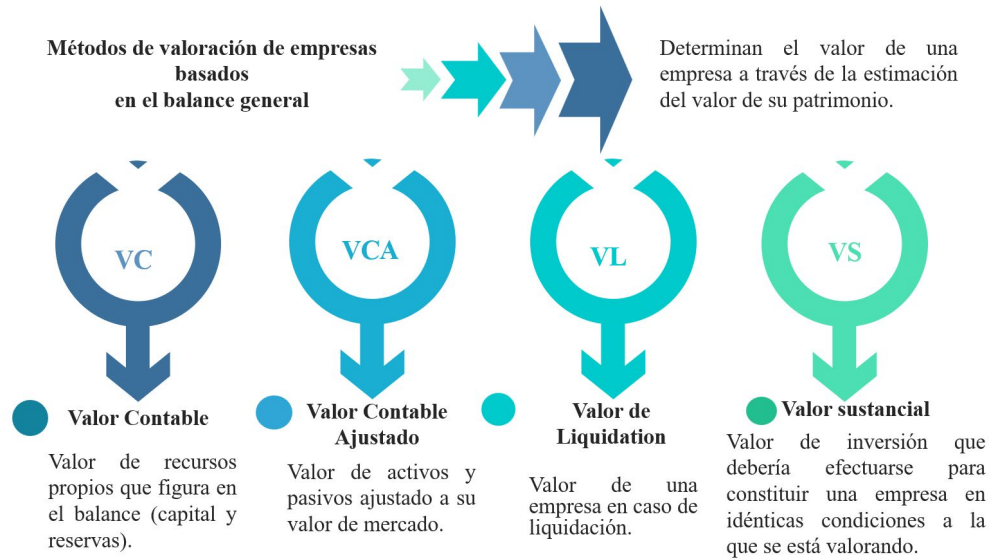 Métodos de valoración de empresas
basados
en el balance general
Determinan el valor de una
empresa a través de la estimación
del valor de su patrimonio.
VC
VCA
VL
VS
Valor Contable
Valor de recursos
propios que figura en
el balance (capital y
reservas).
Valor Contable
Ajustado
Valor de activos y
pasivos ajustado a su
valor de mercado.
Valor de
Liquidation
Valor de una
empresa en caso de
liquidación.
Valor sustancial
Valor de inversión que
debería efectuarse para
constituir una empresa en
idénticas condiciones a la
que se está valorando.